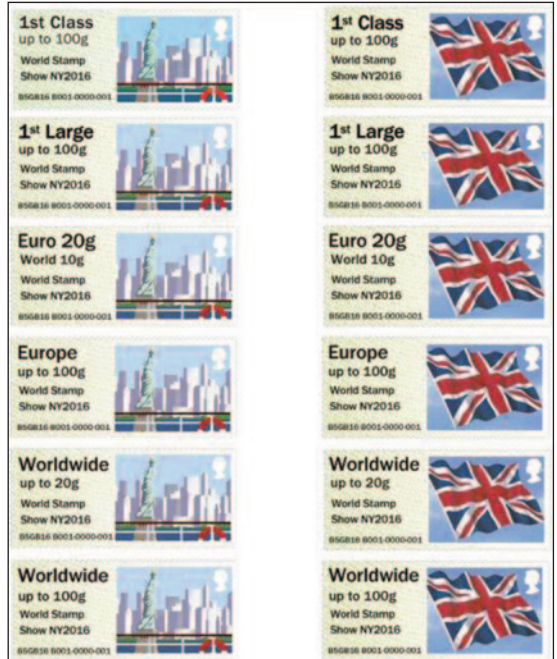 1st Class
up to 100g
World Stamp
Show NY2016
B5GB16 B001-0000-001
1st Large
up to 100g
World Stamp
Show NY2016
B5GB16 B001-0000-001
Euro 20g
World 10g
World Stamp
Show NY2016
B5GB16 B001-0000-001
Europe
up to 100g
World Stamp
Show NY2016
B5GB16 B001-0000-001
Worldwide
up to 20g
World Stamp
Show NY2016
B5GB16 B001-0000-001
Worldwide
up to 100g
World Stamp
Show NY2016
B5GB16 B001-0000-001
1st Class
up to 100g
World Stamp
Show NY2016
B5GB16 B001-0000-001
1st Large
up to 100g
World Stamp
Show NY2016
B5GB16 B001-0000-001
Euro 20g
World 10g
World Stamp
Show NY2016
B5GB16 B001-0000-001
Europe
up to 100g
World Stamp
Show NY2016
B5GB16 B001-0000-001
Worldwide
up to 20g
World Stamp
Show NY2016
B5GB16 B001-0000-001
Worldwide
up to 100g
World Stamp
Show NY2016
B5GB16 B001-0000-001